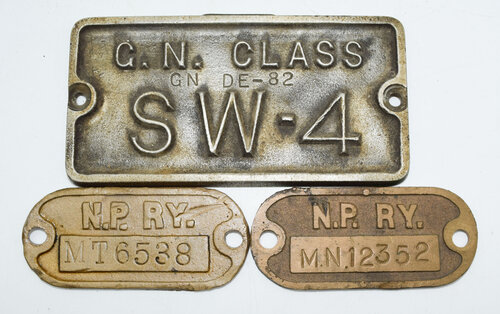 G.N. CLASS
GN DE-82
SW-4
N.P. RY.
MT6538
N.P. RY.
M.N.12352